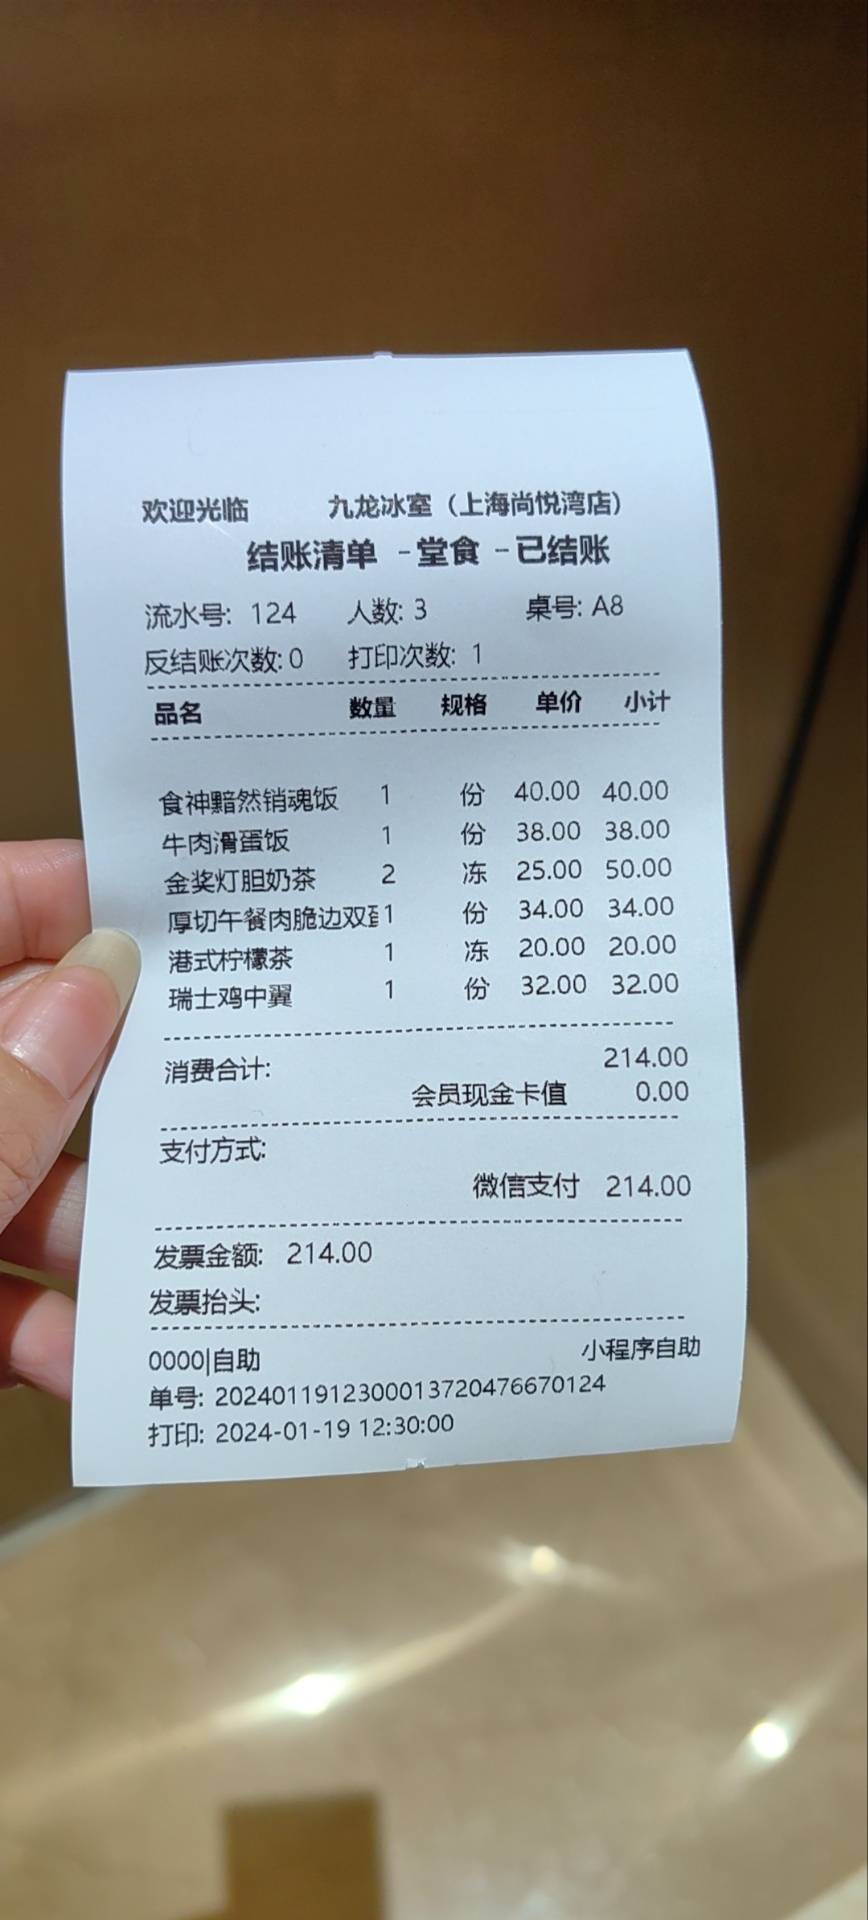 欢迎光临 九龙冰室（上海尚悦湾店）
结账清单 -堂食 -已结账
流水号: 124 人数: 3 桌号: A8
反结账次数: 0 打印次数: 1
品名 数量 规格 单价 小计
食神黯然销魂饭 1 份 40.00 40.00
牛肉滑蛋饭 1 份 38.00 38.00
金奖灯胆奶茶 2 冻 25.00 50.00
厚切午餐肉脆边双蛋 1 份 34.00 34.00
港式柠檬茶 1 冻 20.00 20.00
瑞士鸡中翼 1 份 32.00 32.00
消费合计: 214.00
会员现金卡值 0.00
支付方式:
微信支付 214.00
发票金额: 214.00
发票抬头:
0000|自助 小程序自助
单号: 2024011912300013720476670124
打印: 2024-01-19 12:30:00